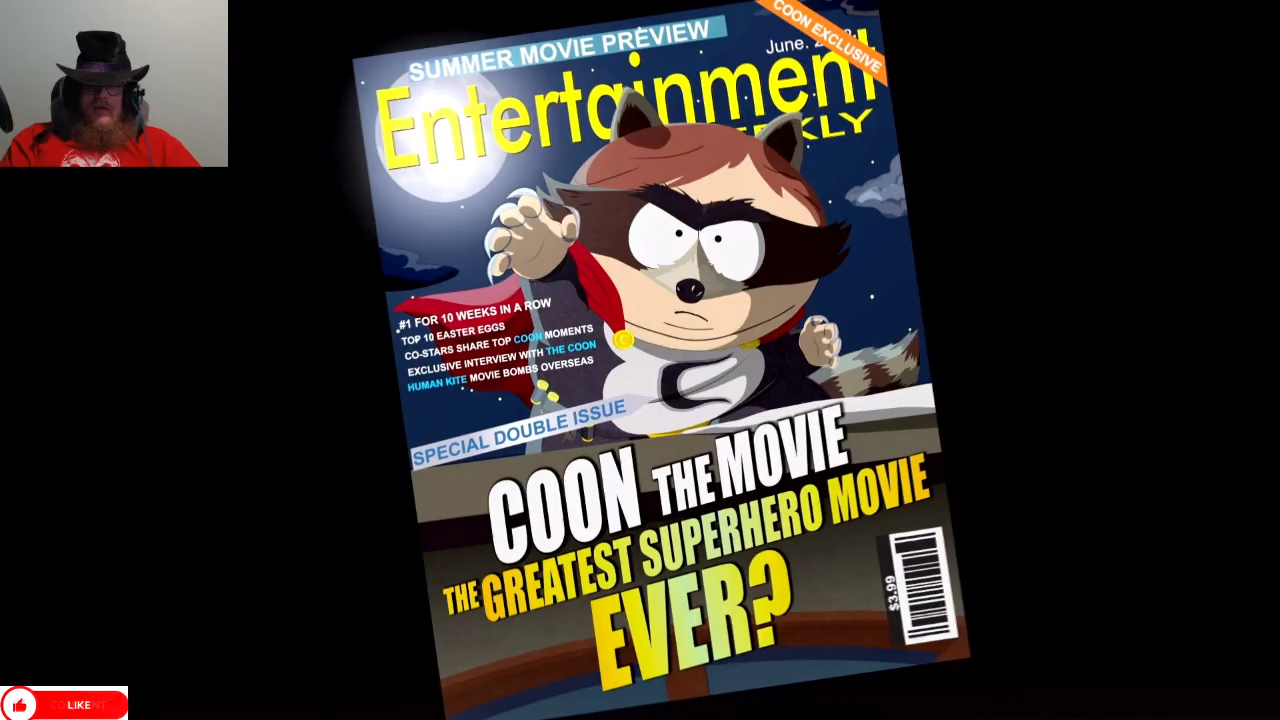 COON EXCLUSIVE
SUMMER MOVIE PREVIEW
June.
Entertainment
#1 FOR 10 WEEKS IN A ROW
TOP 10 EASTER EGGS
CO-STARS SHARE TOP COON MOMENTS
EXCLUSIVE INTERVIEW WITH THE COON
HUMAN KITE MOVIE BOMBS OVERSEAS
SPECIAL DOUBLE ISSUE
COON THE MOVIE
THE GREATEST SUPERHERO MOVIE
EVER?
$3.99
LIKE